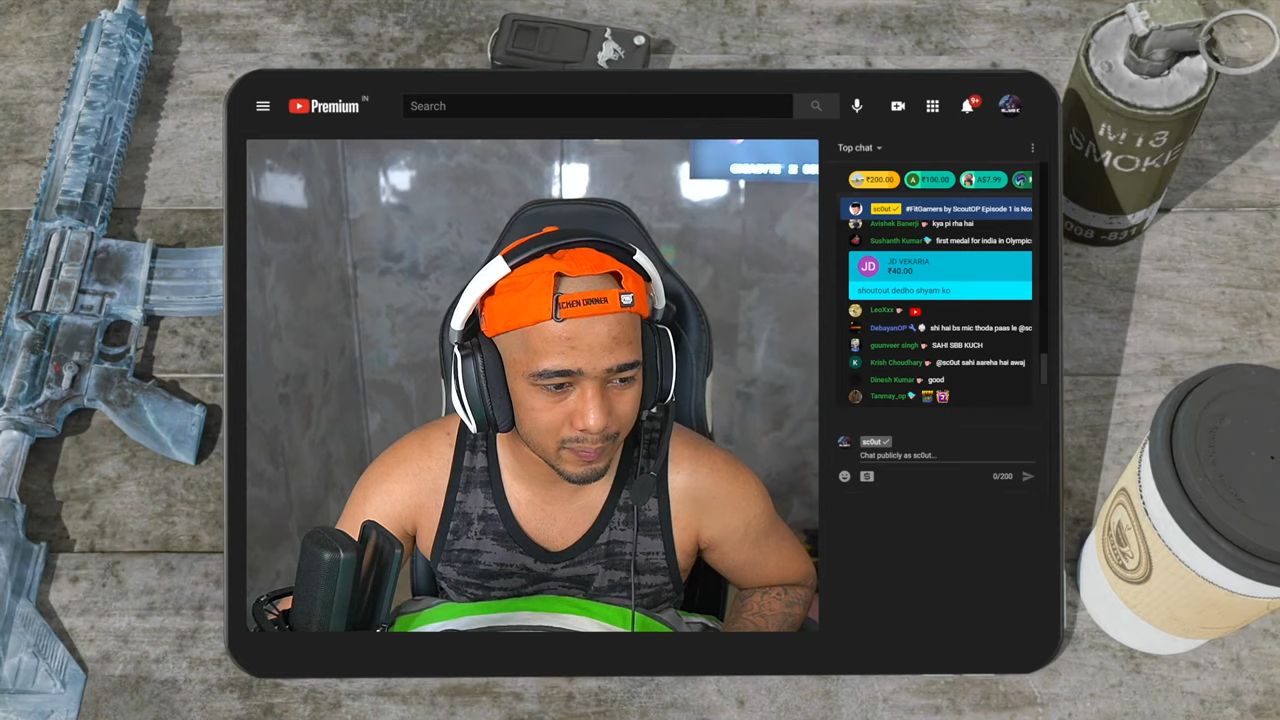 Premium IN
Search
9+
Top chat
₹200.00
A ₹100.00
A$7.99
sc0ut #FitGamers by ScoutOP Episode 1 is Nov
Avishek Banerji kya pi rha hai
Sushanth Kumar first medal for india in Olympic
JD
JD VEKARIA
₹40.00
shoutout dedho shyam ko
LeoXxx
DebayanOP shi hai bs mic thoda paas le @sc
guunveer singh SAHI SBB KUCH
K Krish Choudhary @sc0ut sahi aareha hai awaj
Dinesh Kumar good
Tanmay_op
sc0ut
Chat publicly as sc0ut...
0/200
ICKEN DINNER
M18
SMOKE